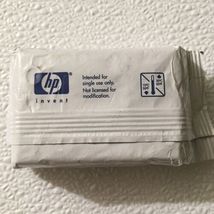 hp
invent
Intended for
single use only.
Not licensed for
modification.